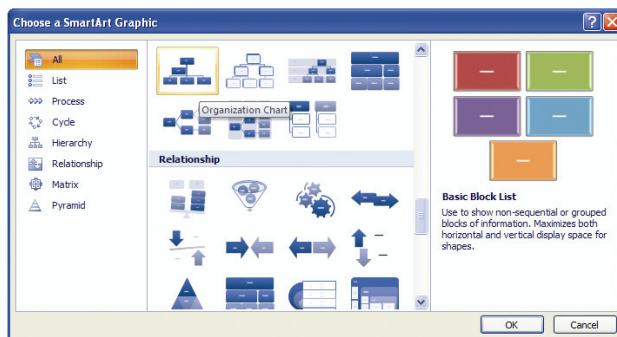 Choose a SmartArt Graphic
All
List
Process
Cycle
Hierarchy
Relationship
Matrix
Pyramid
Organization Chart
Relationship
Basic Block List
Use to show non-sequential or grouped
blocks of information. Maximizes both
horizontal and vertical display space for
shapes.
OK
Cancel